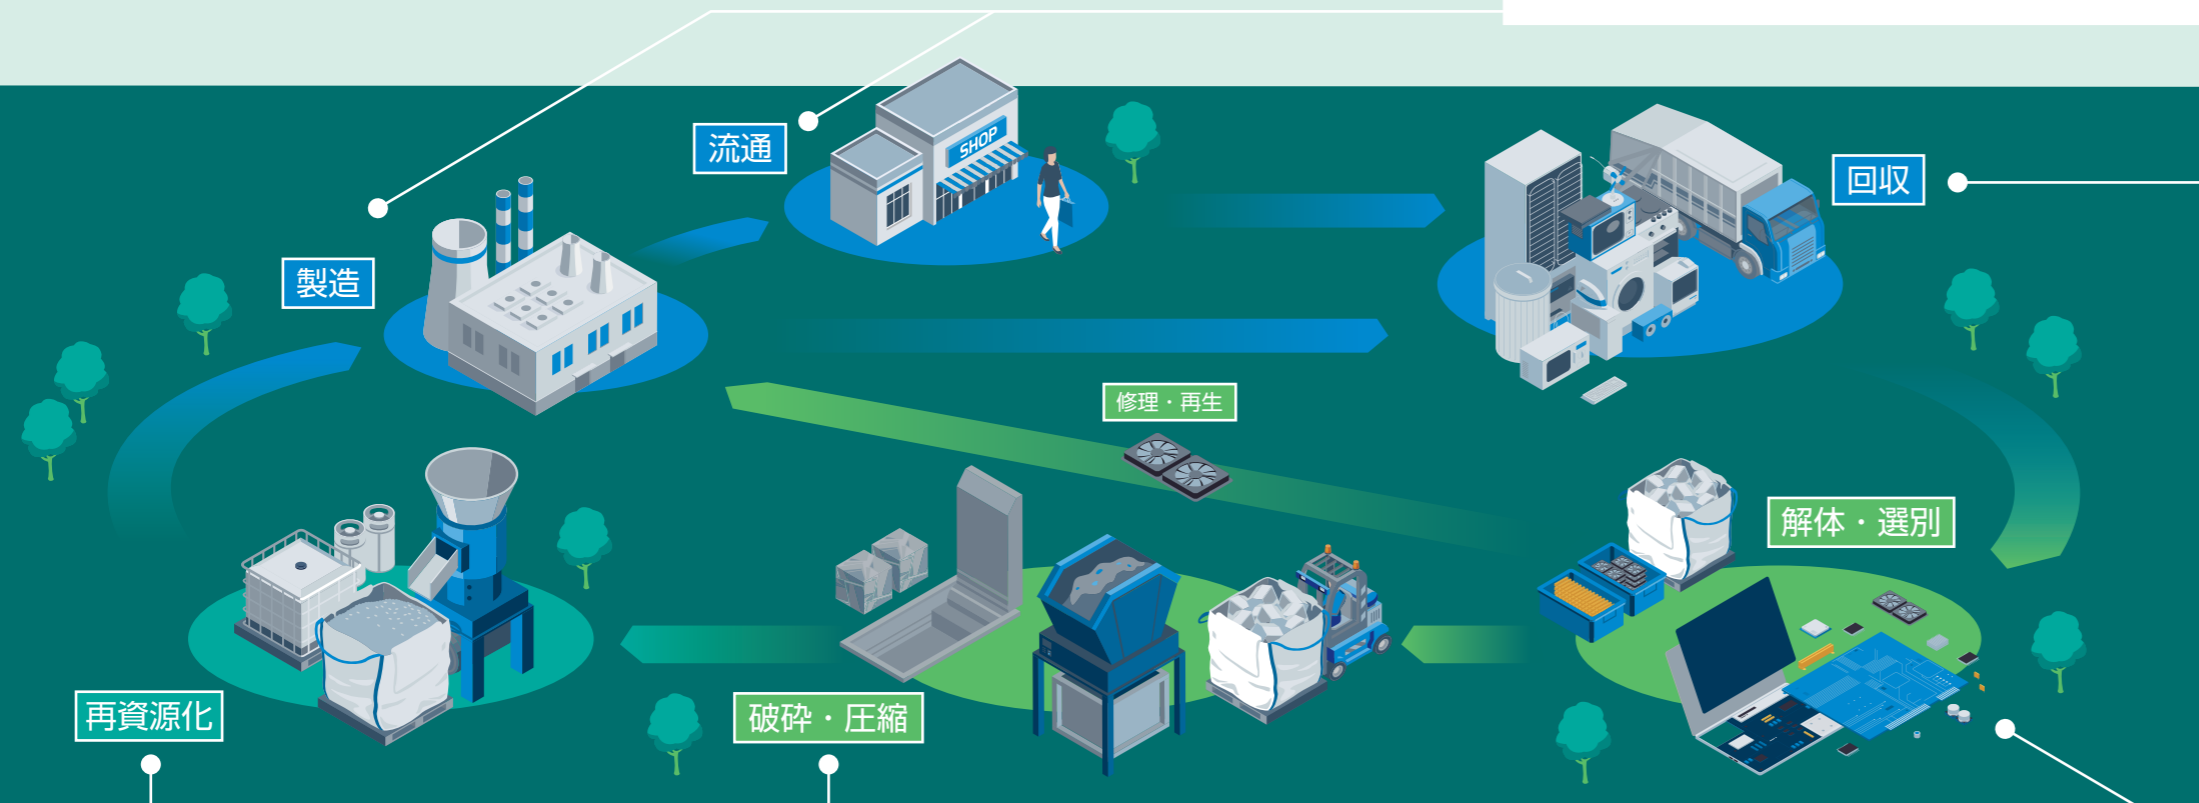 流通
SHOP
回収
製造
修理・再生
解体・選別
再資源化
破砕・圧縮